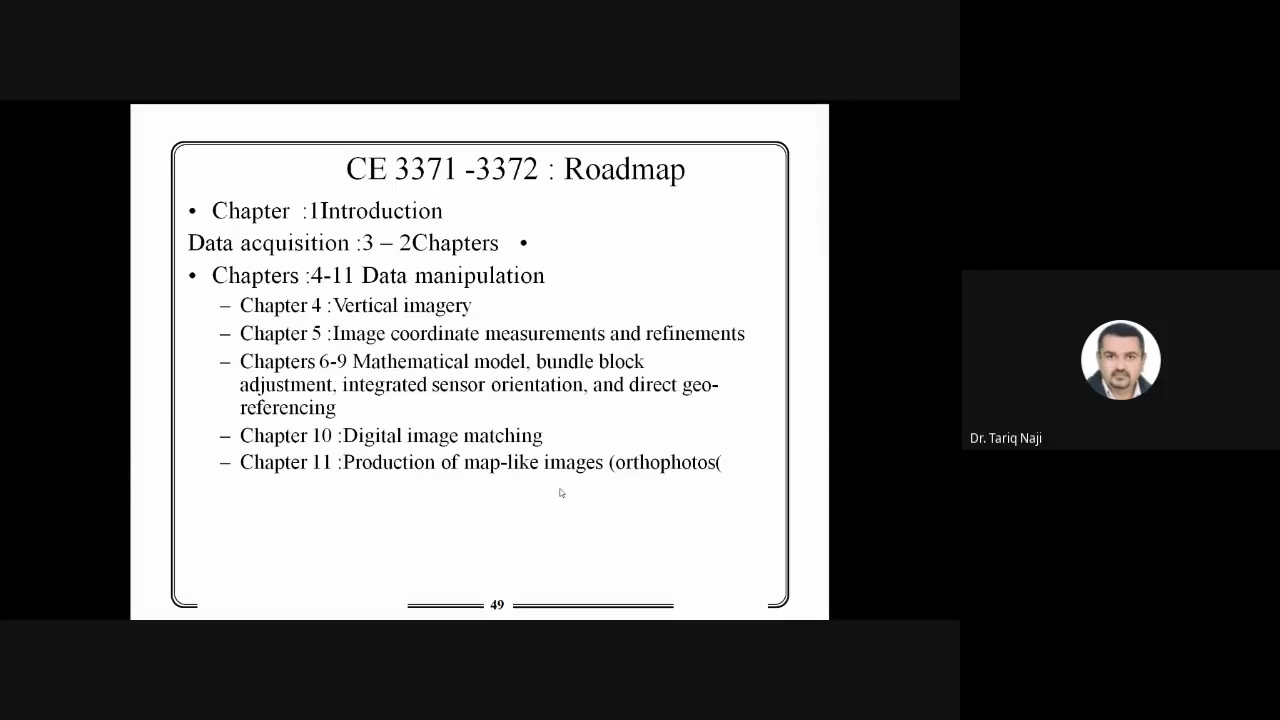 CE 3371 -3372 : Roadmap
• Chapter :1Introduction
Data acquisition :3 – 2Chapters •
• Chapters :4-11 Data manipulation
– Chapter 4 :Vertical imagery
– Chapter 5 :Image coordinate measurements and refinements
– Chapters 6-9 Mathematical model, bundle block
adjustment, integrated sensor orientation, and direct geo-
referencing
– Chapter 10 :Digital image matching
– Chapter 11 :Production of map-like images (orthophotos(
49
Dr. Tariq Naji